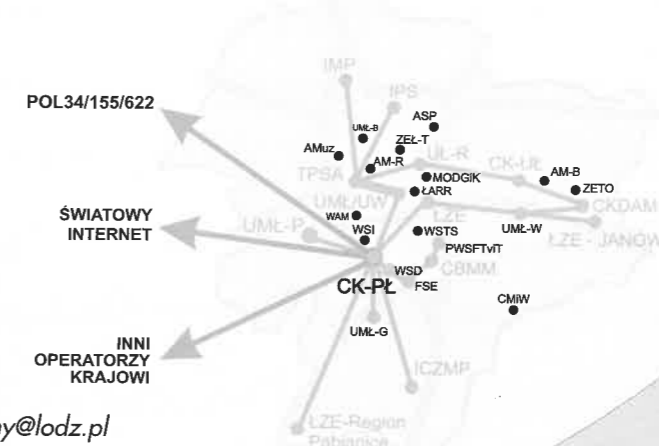 POL34/155/622
ŚWIATOWY
INTERNET
INNI
OPERATORZY
KRAJOWI
IMP
IPS
ASP
UMŁ-B
ZEŁ-T
AMuz
AM-R
UŁ-R
CK-UŁ
TPSA
MODGIK
AM-B
ŁARR
ZETO
UMŁ/UW
CKDAM
WAM
ŁZE
UMŁ-P
WSTS
UMŁ-W
WSI
PWSFTviT
ŁZE - JANÓW
WSD
CBMM
CK-PŁ
FSE
CMiW
UMŁ-G
ICZMP
ŁZE-Region
Pabianice
y@lodz.pl